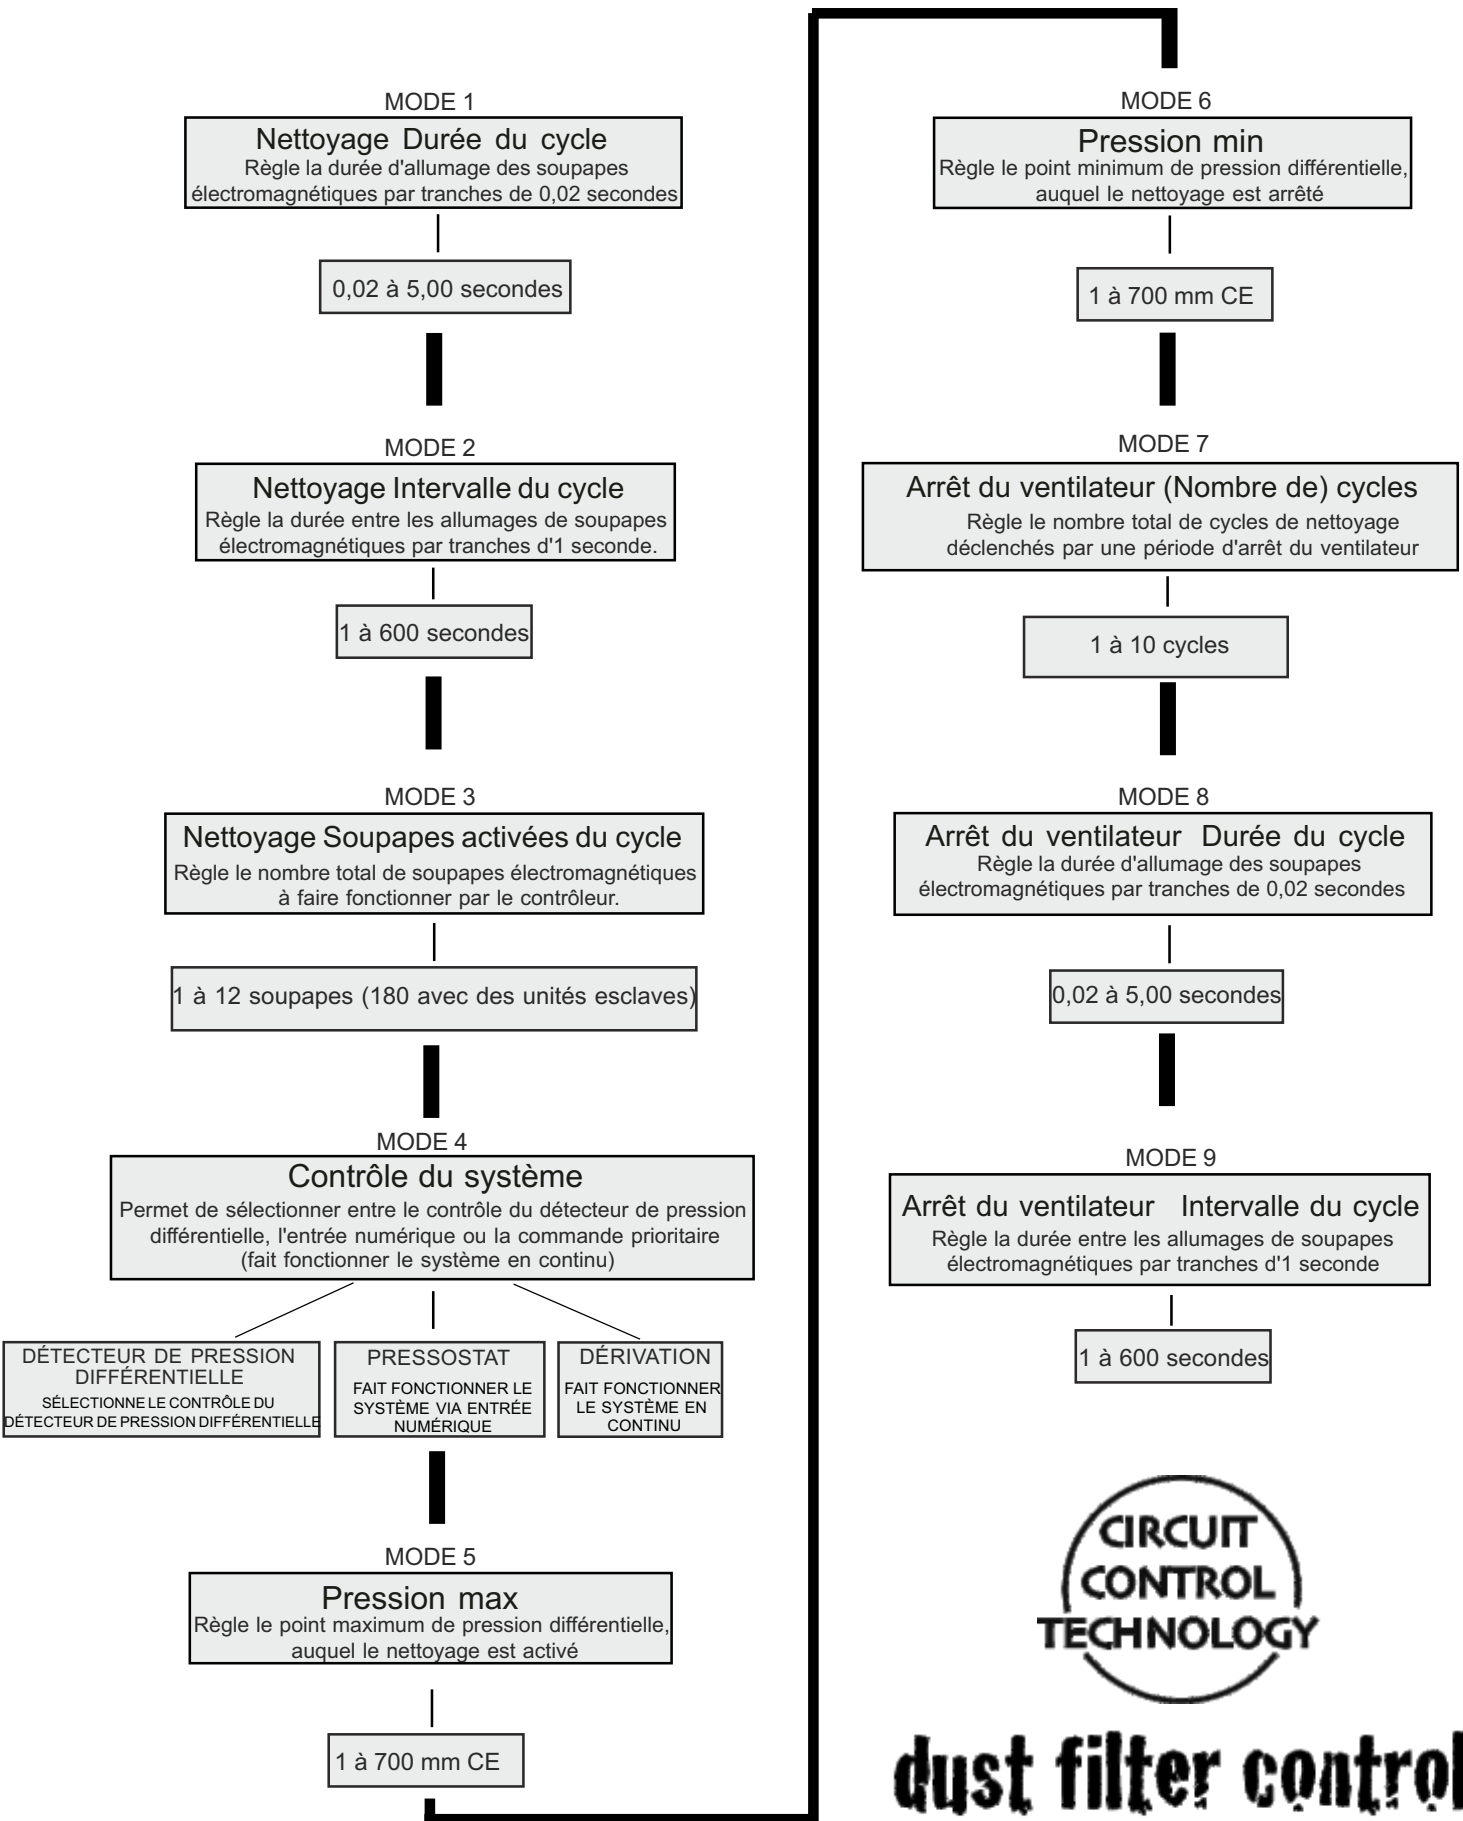 MODE 1
Nettoyage Durée du cycle
Règle la durée d'allumage des soupapes
électromagnétiques par tranches de 0,02 secondes
0,02 à 5,00 secondes
MODE 2
Nettoyage Intervalle du cycle
Règle la durée entre les allumages de soupapes
électromagnétiques par tranches d'1 seconde.
1 à 600 secondes
MODE 3
Nettoyage Soupapes activées du cycle
Règle le nombre total de soupapes électromagnétiques
à faire fonctionner par le contrôleur.
1 à 12 soupapes (180 avec des unités esclaves)
MODE 4
Contrôle du système
Permet de sélectionner entre le contrôle du détecteur de pression
différentielle, l'entrée numérique ou la commande prioritaire
(fait fonctionner le système en continu)
DÉTECTEUR DE PRESSION
DIFFÉRENTIELLE
SÉLECTIONNE LE CONTRÔLE DU
DÉTECTEUR DE PRESSION DIFFÉRENTIELLE
PRESSOSTAT
FAIT FONCTIONNER LE
SYSTÈME VIA ENTRÉE
NUMÉRIQUE
DÉRIVATION
FAIT FONCTIONNER
LE SYSTÈME EN
CONTINU
MODE 5
Pression max
Règle le point maximum de pression différentielle,
auquel le nettoyage est activé
1 à 700 mm CE
MODE 6
Pression min
Règle le point minimum de pression différentielle,
auquel le nettoyage est arrêté
1 à 700 mm CE
MODE 7
Arrêt du ventilateur (Nombre de) cycles
Règle le nombre total de cycles de nettoyage
déclenchés par une période d'arrêt du ventilateur
1 à 10 cycles
MODE 8
Arrêt du ventilateur Durée du cycle
Règle la durée d'allumage des soupapes
électromagnétiques par tranches de 0,02 secondes
0,02 à 5,00 secondes
MODE 9
Arrêt du ventilateur Intervalle du cycle
Règle la durée entre les allumages de soupapes
électromagnétiques par tranches d'1 seconde
1 à 600 secondes
CIRCUIT
CONTROL
TECHNOLOGY
dust filter control